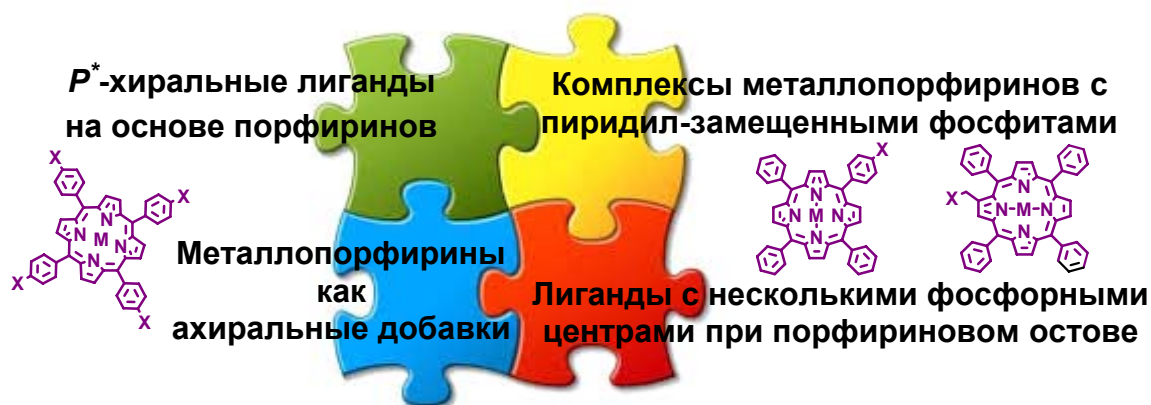 P*-хиральные лиганды
на основе порфиринов
Комплексы металлопорфиринов с
пиридил-замещенными фосфитами
X
X
X
X
N
N
M
N
N
X
N
N
M
N
N
X
N
N
M
N
N
Металлопорфирины
как
ахиральные добавки
Лиганды с несколькими фосфорными
центрами при порфириновом остове